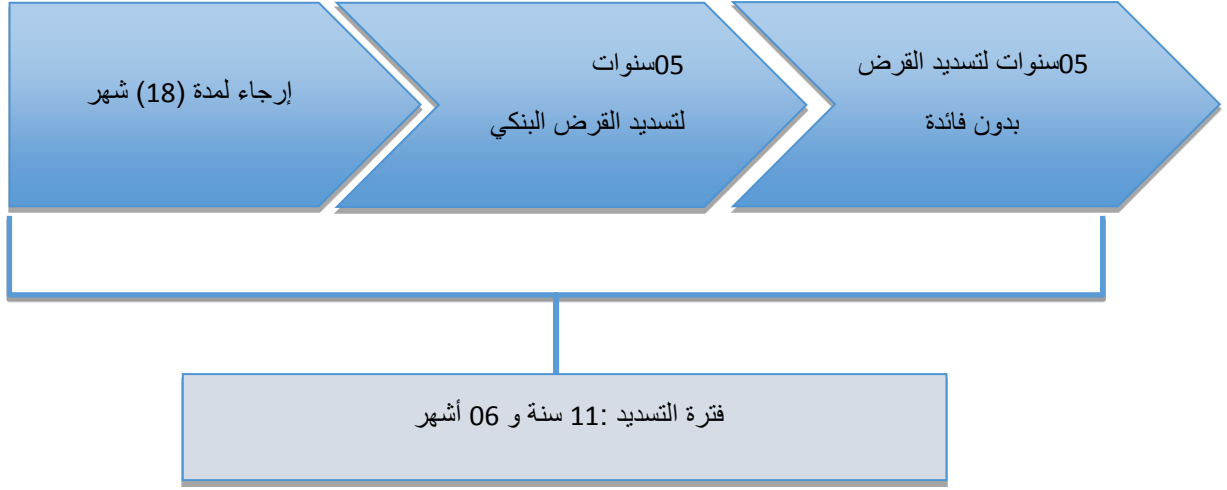 إرجاء لمدة (18) شهر
05سنوات
لتسديد القرض البنكي
05سنوات لتسديد القرض
بدون فائدة
فترة التسديد :11 سنة و 06 أشهر